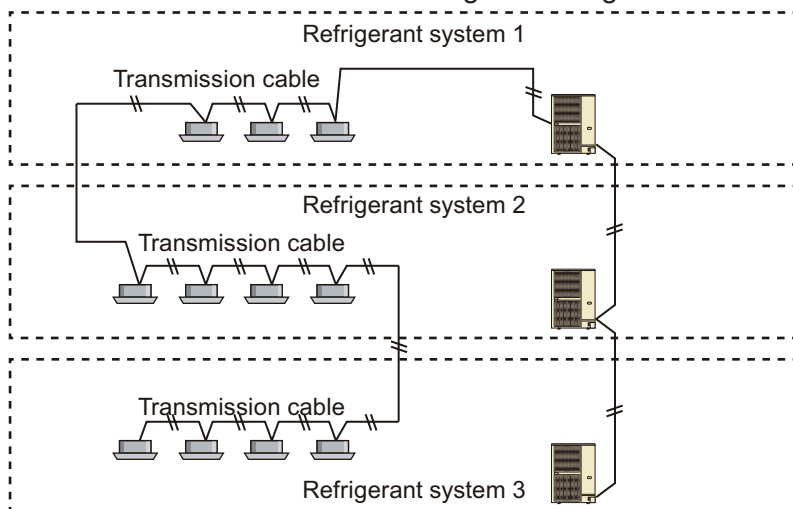 Refrigerant system 1
Transmission cable
Refrigerant system 2
Transmission cable
Transmission cable
Refrigerant system 3